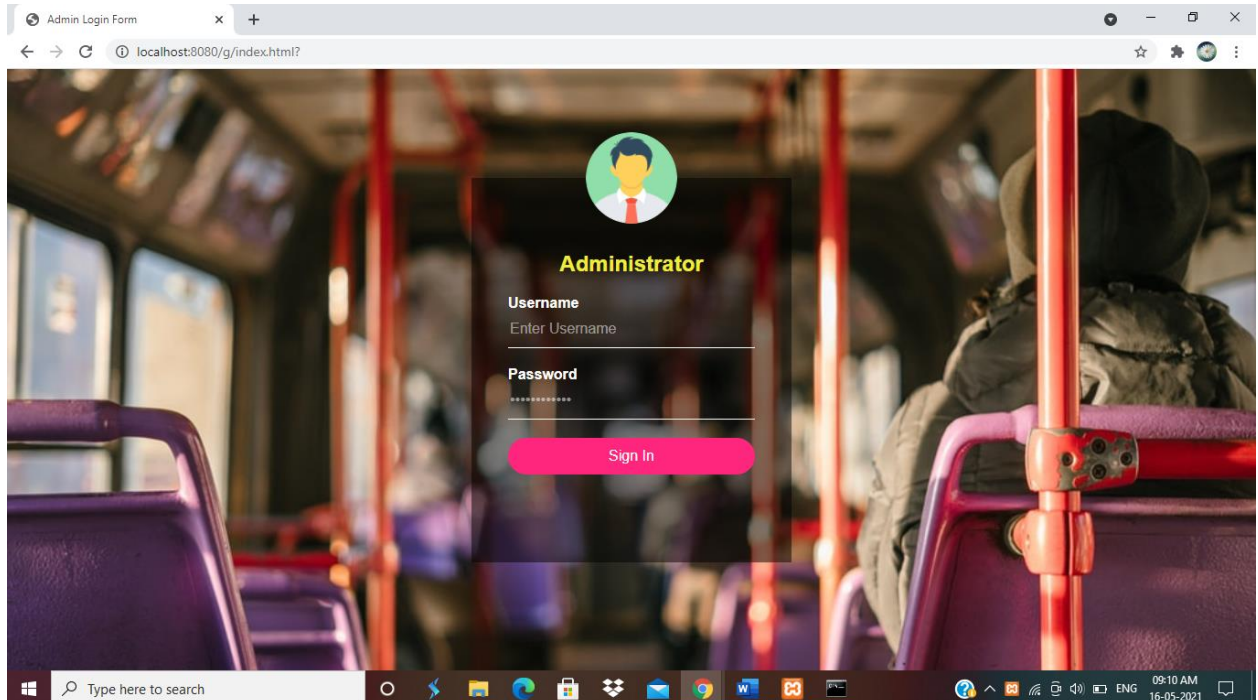 Admin Login Form
localhost:8080/g/index.html?
Administrator
Username
Enter Username
Password
Sign In
Type here to search
ENG
09:10 AM
16-05-2021